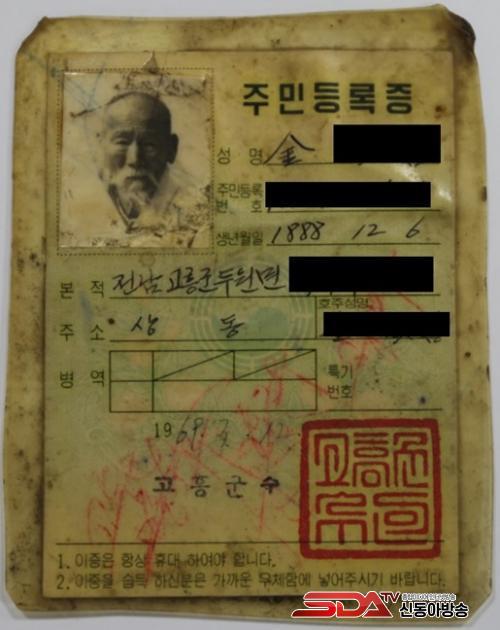 주민등록증
성 명 金
주민등록
번 호
생년월일 1888 12 6
본 적 전남 고흥군 두원면
호주성명
주 소 상 동
병 역
특기
번호
1969. 12
고흥군수
1. 이증은 항상 휴대 하여야 합니다.
2. 이증을 습득 하신분은 가까운 우체함에 넣어주시기 바랍니다.
SDATV 신동아방송